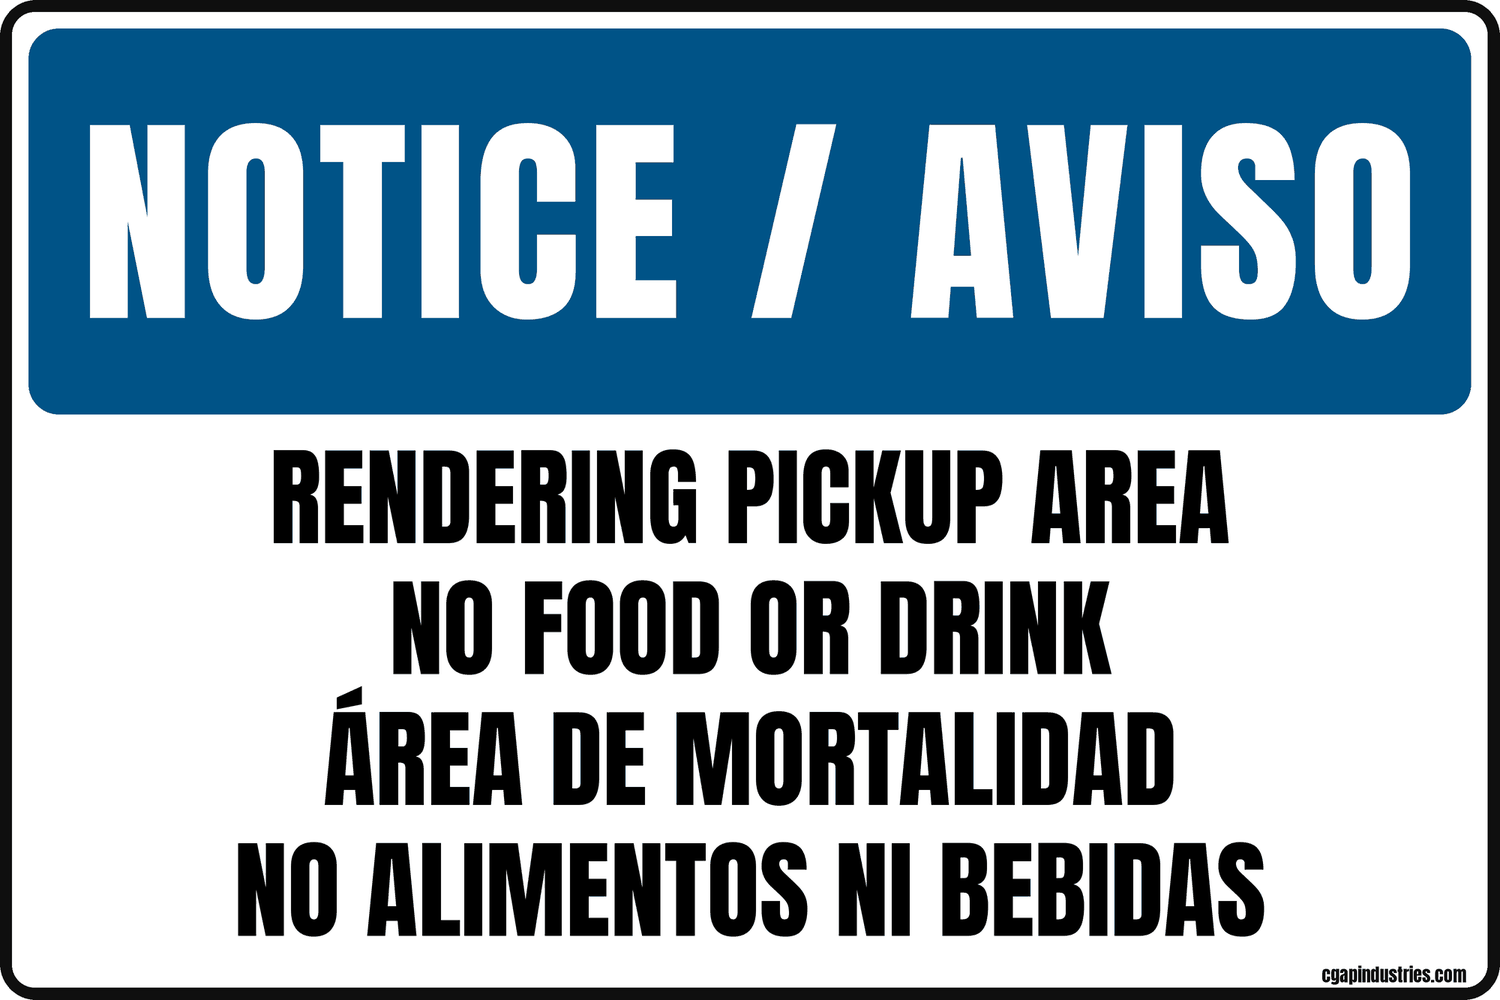 NOTICE / AVISO
RENDERING PICKUP AREA
NO FOOD OR DRINK
ÁREA DE MORTALIDAD
NO ALIMENTOS NI BEBIDAS
cgapindustries.com